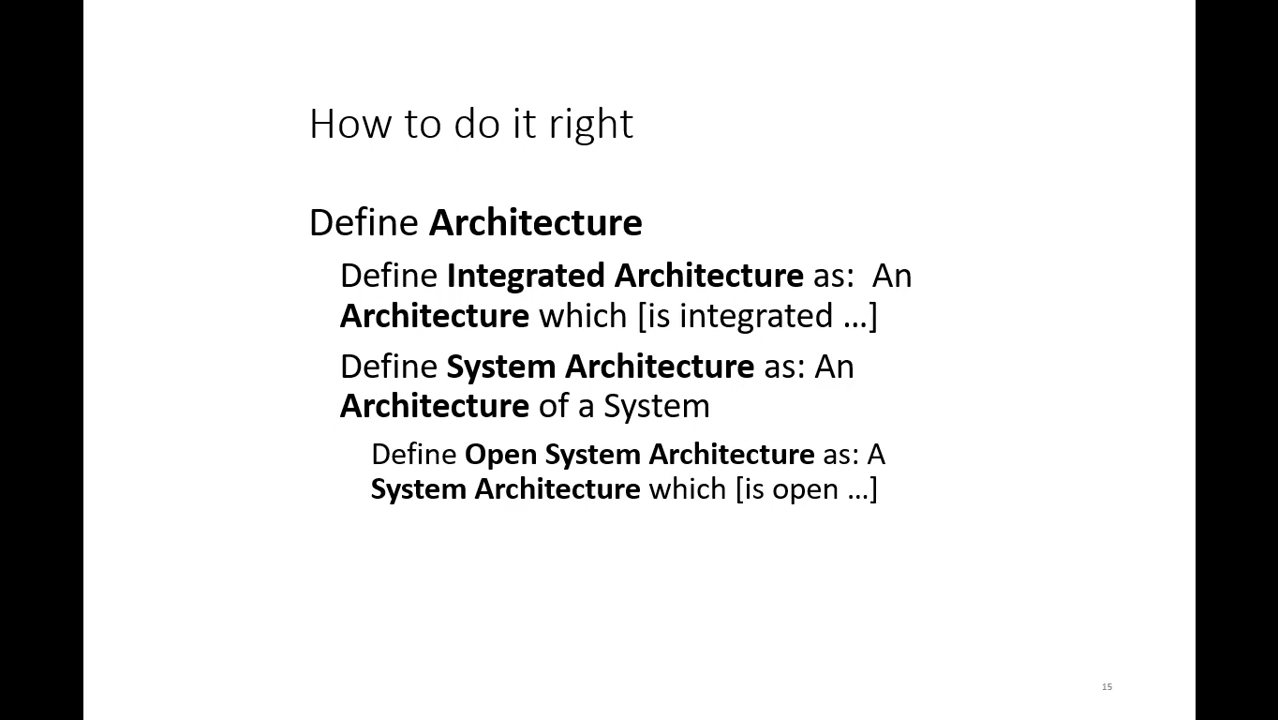 How to do it right
Define Architecture
Define Integrated Architecture as:  An
Architecture which [is integrated …]
Define System Architecture as: An
Architecture of a System
Define Open System Architecture as: A
System Architecture which [is open …]
15